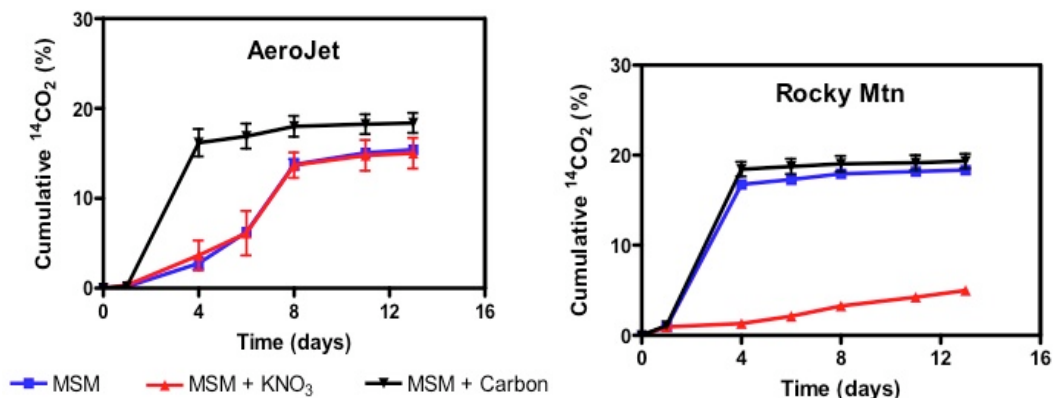 AeroJet
Cumulative ¹⁴CO₂ (%)
30
20
10
0
0 4 8 12 16
Time (days)
Rocky Mtn
Cumulative ¹⁴CO₂ (%)
30
20
10
0
0 4 8 12 16
Time (days)
MSM MSM + KNO₃ MSM + Carbon